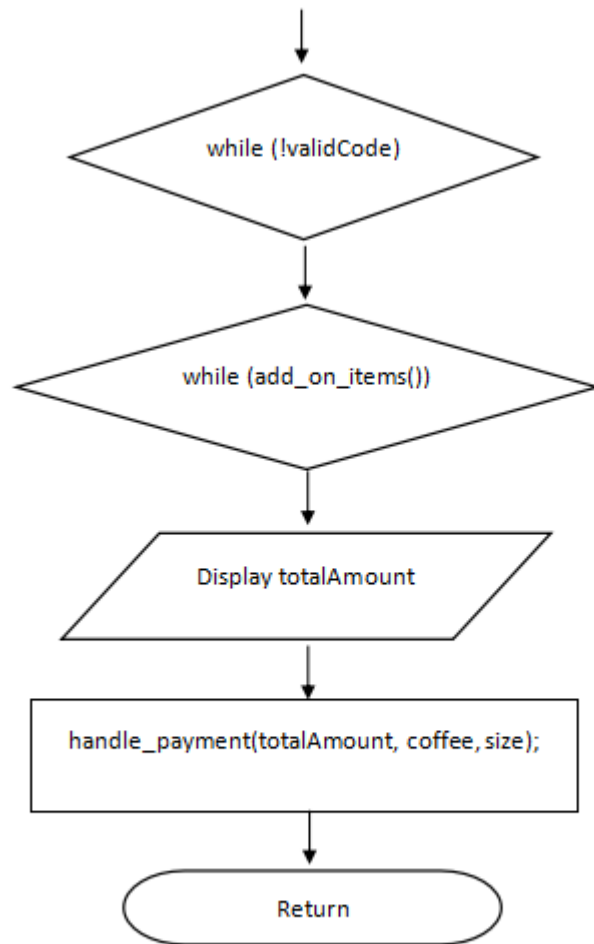 while (!validCode)
while (add_on_items())
Display totalAmount
handle_payment(totalAmount, coffee, size);
Return